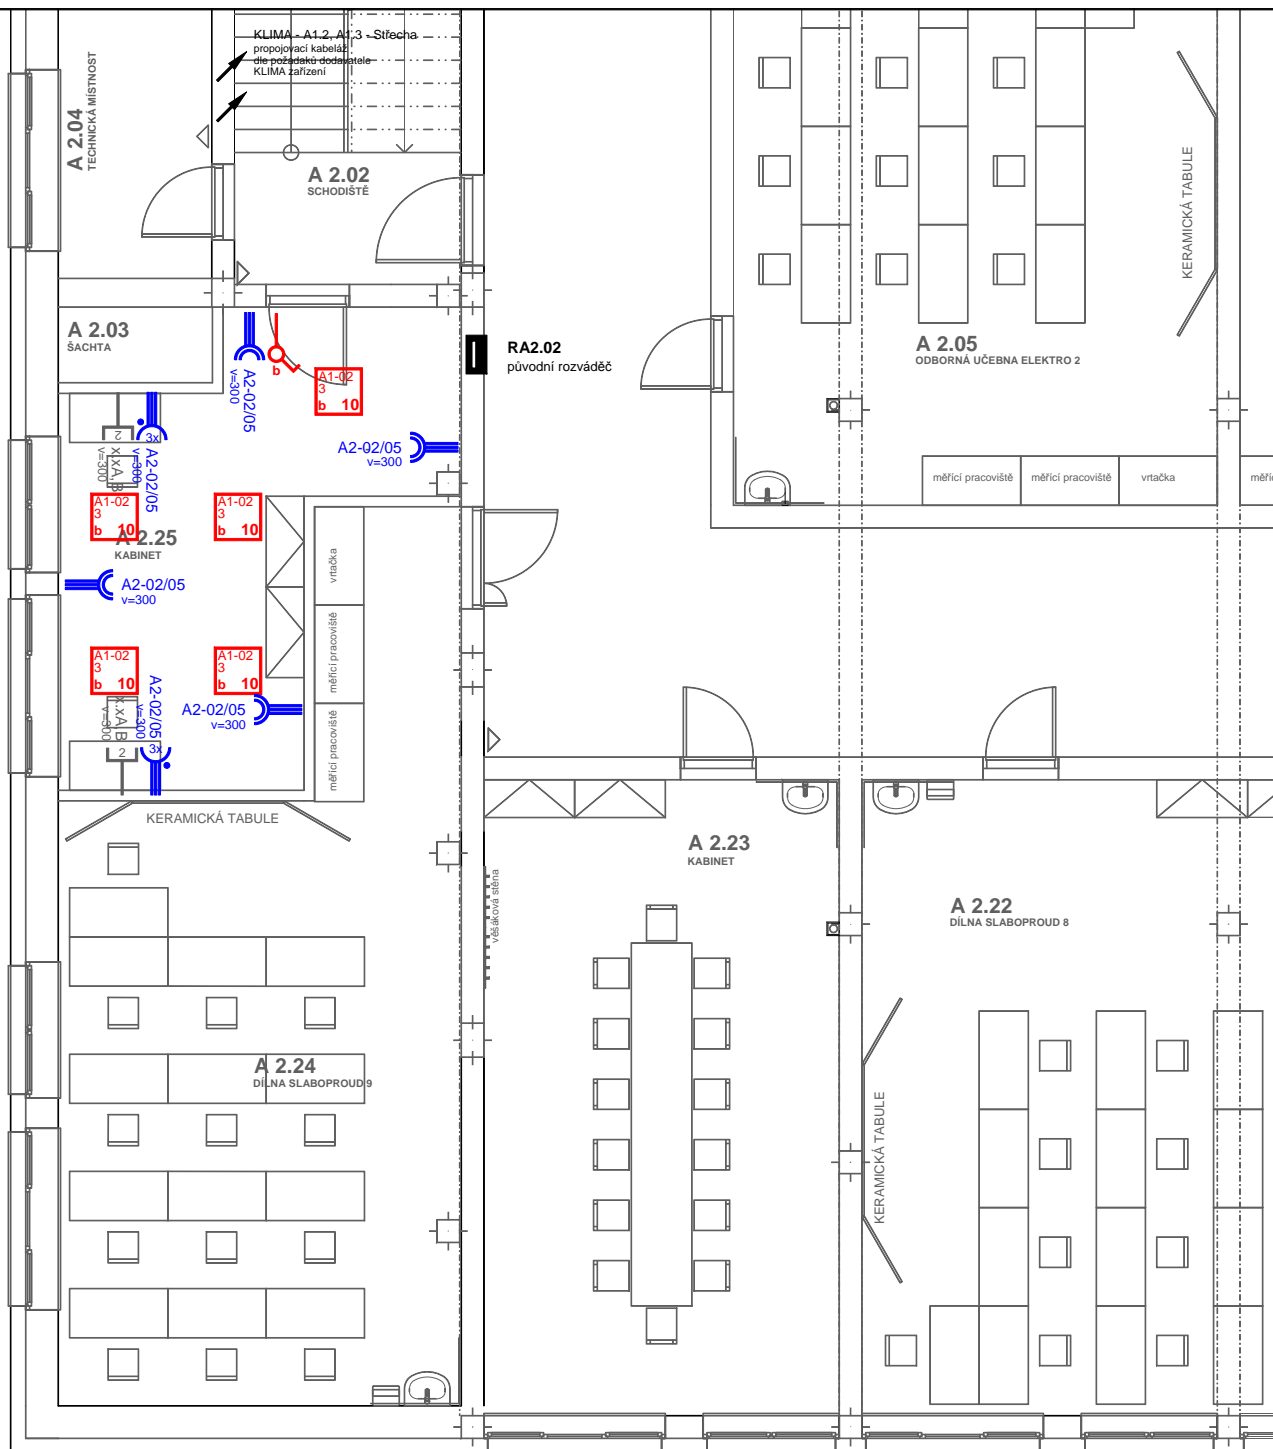 KLIMA - A1.2, A1.3 - Střecha
propojovací kabeláž
dle požadaků dodavatele
KLIMA zařízení
A 2.04
TECHNICKÁ MÍSTNOST
A 2.02
SCHODIŠTĚ
KERAMICKÁ TABULE
A 2.03
ŠACHTA
RA2.02
původní rozváděč
A 2.05
ODBORNÁ UČEBNA ELEKTRO 2
b
A1-02
3
b 10
A2-02/05
v=300
A2-02/05
v=300
2
x.xA,B
v=300
3x
A2-02/05
v=300
měřící pracoviště
měřící pracoviště
vrtačka
A1-02
3
b 10
A1-02
3
b 10
A 2.25
KABINET
A2-02/05
v=300
vrtačka
měřící pracoviště
měřící pracoviště
A1-02
3
b 10
A1-02
3
b 10
A2-02/05
v=300
x.xA,B
v=300
2
A2-02/05
v=300
3x
KERAMICKÁ TABULE
A 2.23
KABINET
věšáková stěna
A 2.22
DÍLNA SLABOPROUD 8
A 2.24
DÍLNA SLABOPROUD 9
KERAMICKÁ TABULE